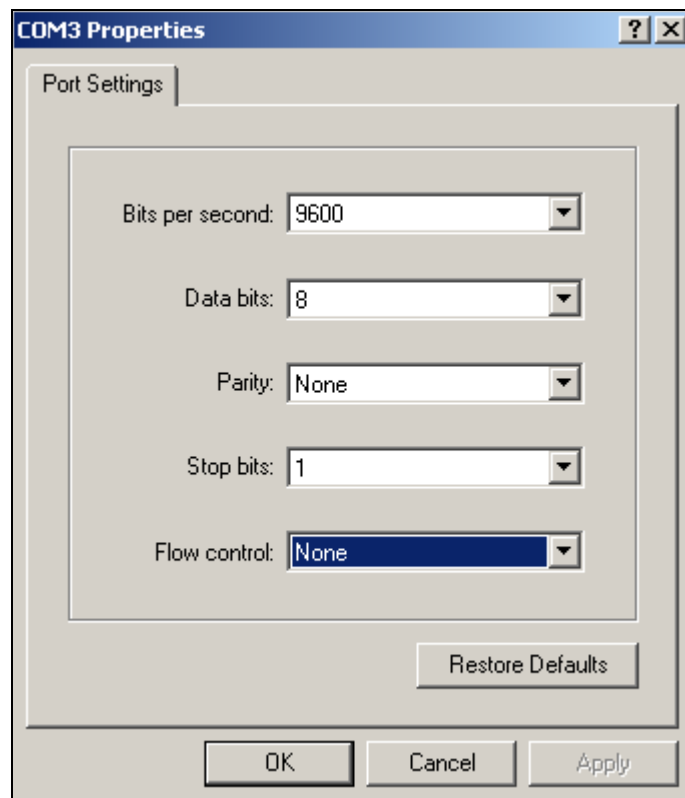 COM3 Properties
Port Settings
Bits per second: 9600
Data bits: 8
Parity: None
Stop bits: 1
Flow control: None
Restore Defaults
OK Cancel Apply